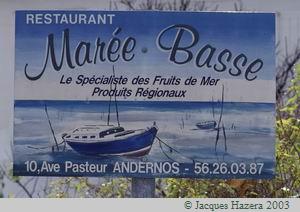 RESTAURANT
Marée - Basse
Le Spécialiste des Fruits de Mer
Produits Régionaux
10,Ave Pasteur ANDERNOS - 56.26.03.87
© Jacques Hazera 2003